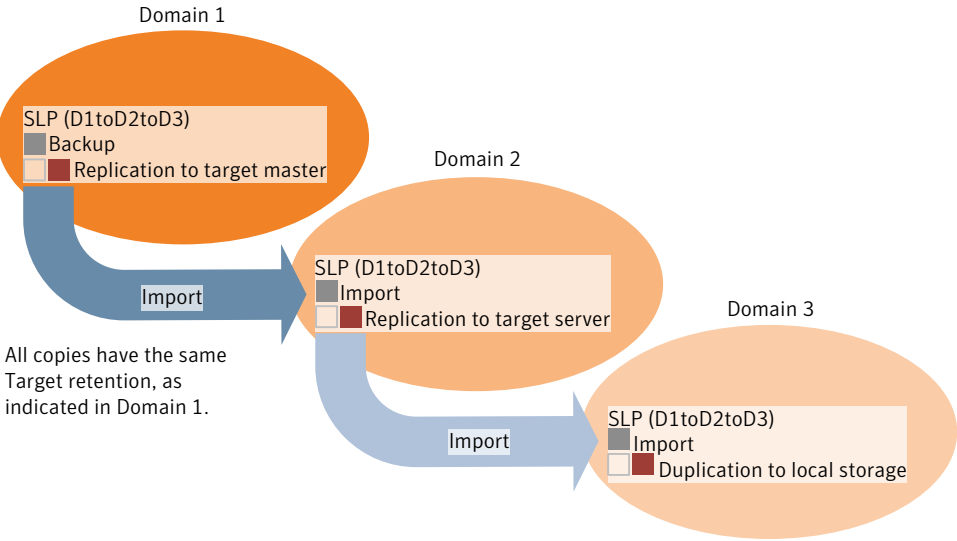 Domain 1
SLP (D1toD2toD3)
Backup
Replication to target master
Import
Domain 2
SLP (D1toD2toD3)
Import
Replication to target server
All copies have the same
Target retention, as
indicated in Domain 1.
Import
Domain 3
SLP (D1toD2toD3)
Import
Duplication to local storage